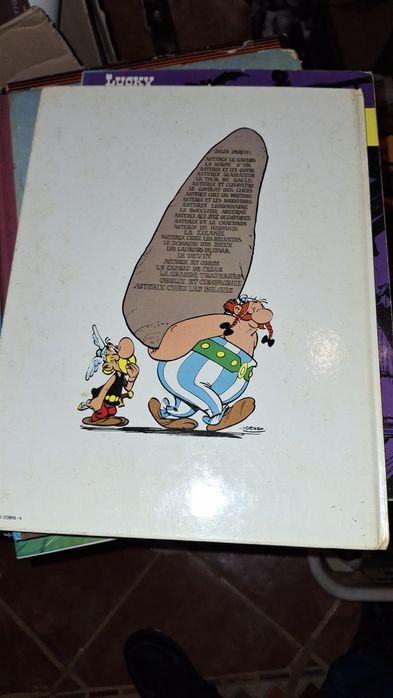 LUCKY
DEJA PARUS :
ASTERIX LE GAULOIS
LA SERPE D'OR
ASTERIX ET LES GOTHS
ASTERIX GLADIATEUR
LE TOUR DE GAULE
ASTERIX ET CLEOPATRE
LE COMBAT DES CHEFS
ASTERIX CHEZ LES BRETONS
ASTERIX ET LES NORMANDS
ASTERIX LEGIONNAIRE
LE BOUCLIER ARVERNE
ASTERIX AUX JEUX OLYMPIQUES
ASTERIX ET LE CHAUDRON
ASTERIX EN HISPANIE
LA ZIZANIE
ASTERIX CHEZ LES HELVETES
LE DOMAINE DES DIEUX
LES LAURIERS DE CESAR
LE DEVIN
ASTERIX EN CORSE
LE CADEAU DE CESAR
LA GRANDE TRAVERSEE
OBELIX ET COMPAGNIE
ASTERIX CHEZ LES BELGES